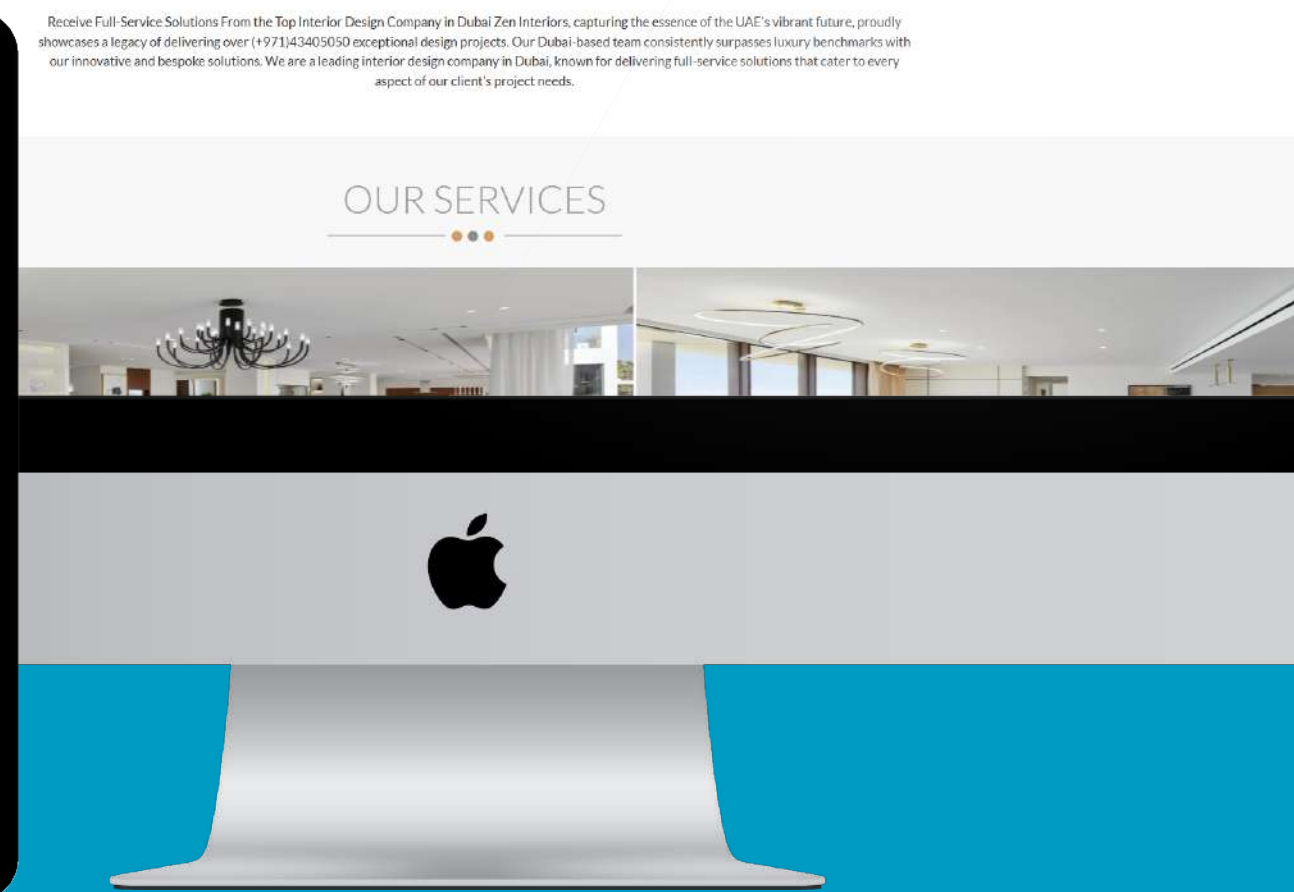 Receive Full-Service Solutions From the Top Interior Design Company in Dubai Zen Interiors, capturing the essence of the UAE's vibrant future, proudly
showcases a legacy of delivering over (+971)43405050 exceptional design projects. Our Dubai-based team consistently surpasses luxury benchmarks with
our innovative and bespoke solutions. We are a leading interior design company in Dubai, known for delivering full-service solutions that cater to every
aspect of our client's project needs.
OUR SERVICES